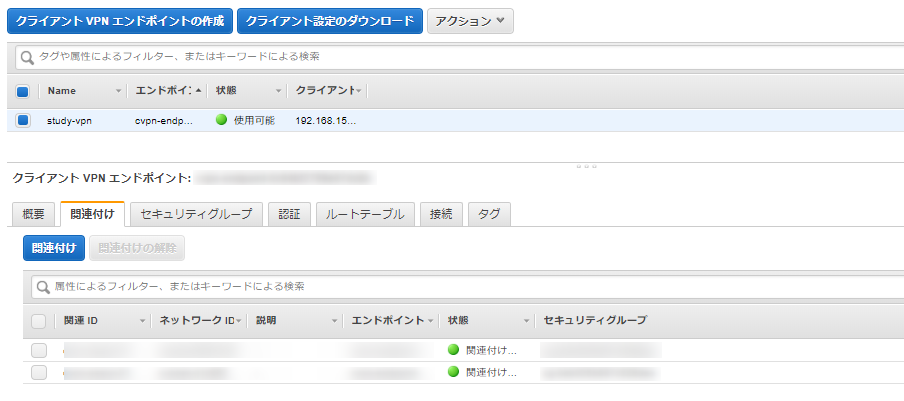 クライアント VPN エンドポイントの作成 クライアント設定のダウンロード アクション
タグや属性によるフィルター、またはキーワードによる検索
Name エンドポイ: 状態 クライアント
study-vpn cvpn-endp... 使用可能 192.168.15...
クライアント VPN エンドポイント:
概要 関連付け セキュリティグループ 認証 ルートテーブル 接続 タグ
関連付け 関連付けの解除
属性によるフィルター、またはキーワードによる検索
関連 ID ネットワーク ID 説明 エンドポイント 状態 セキュリティグループ
関連付け...
関連付け...